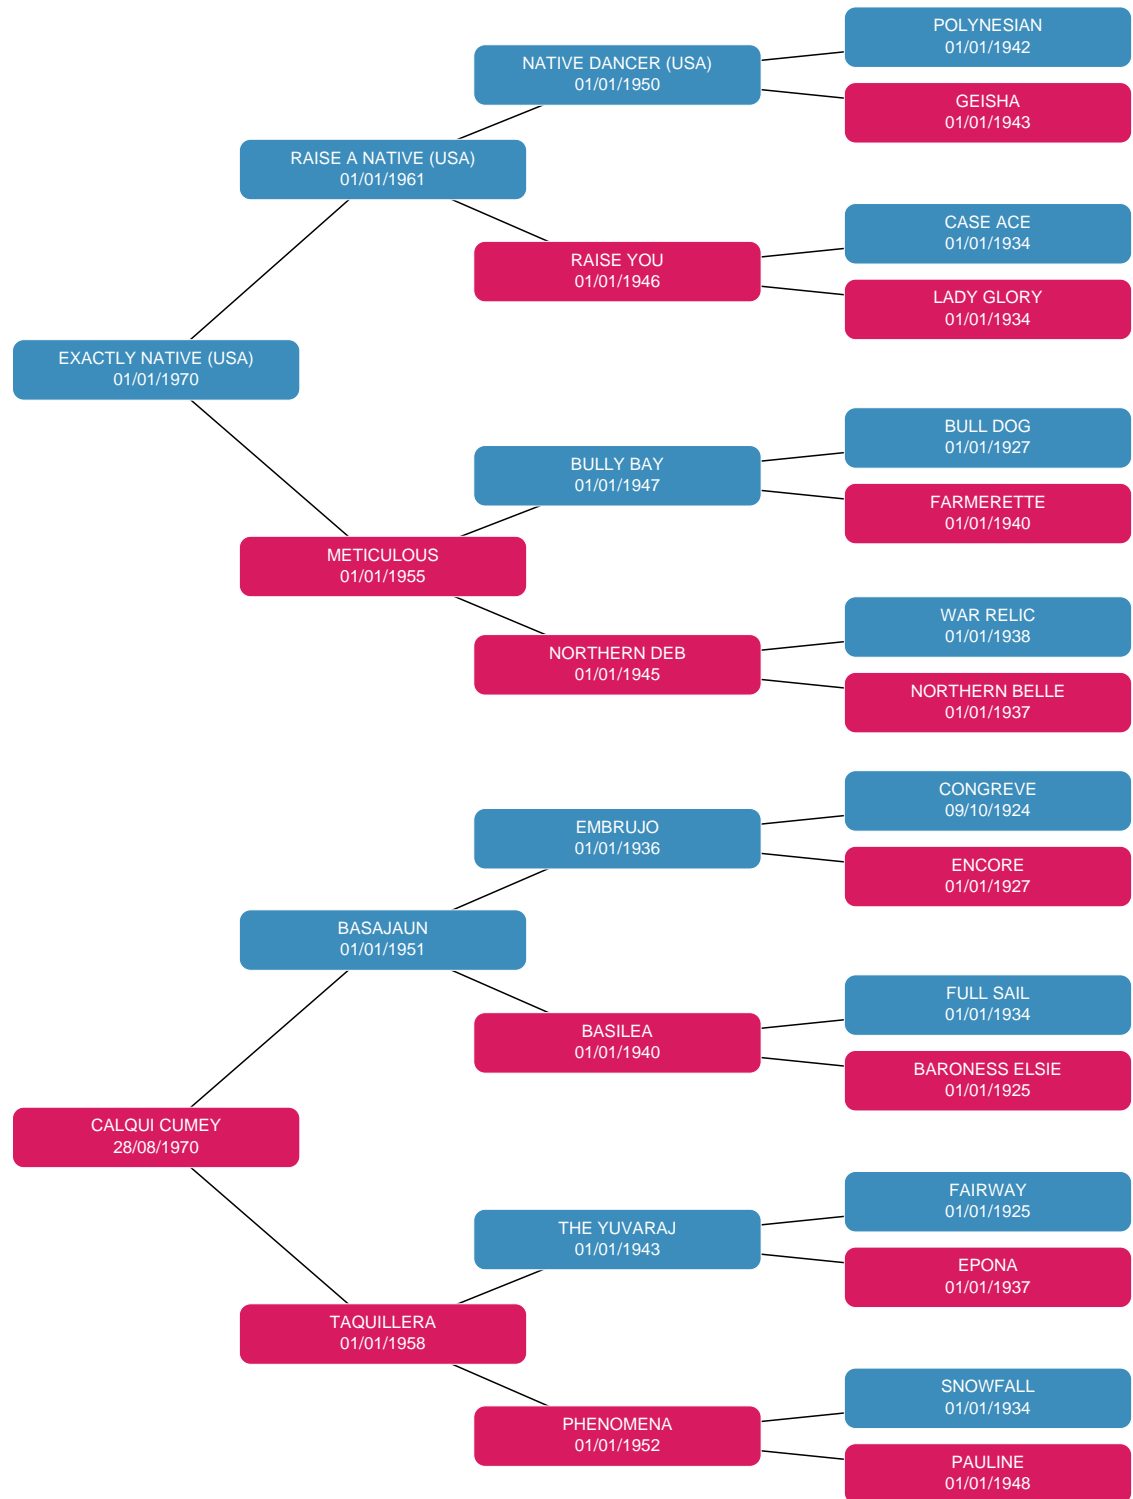 POLYNESIAN
01/01/1942
NATIVE DANCER (USA)
01/01/1950
GEISHA
01/01/1943
RAISE A NATIVE (USA)
01/01/1961
CASE ACE
01/01/1934
RAISE YOU
01/01/1946
LADY GLORY
01/01/1934
EXACTLY NATIVE (USA)
01/01/1970
BULL DOG
01/01/1927
BULLY BAY
01/01/1947
FARMERETTE
01/01/1940
METICULOUS
01/01/1955
WAR RELIC
01/01/1938
NORTHERN DEB
01/01/1945
NORTHERN BELLE
01/01/1937
CONGREVE
09/10/1924
EMBRUJO
01/01/1936
ENCORE
01/01/1927
BASAJAUN
01/01/1951
FULL SAIL
01/01/1934
BASILEA
01/01/1940
BARONESS ELSIE
01/01/1925
CALQUI CUMEY
28/08/1970
FAIRWAY
01/01/1925
THE YUVARAJ
01/01/1943
EPONA
01/01/1937
TAQUILLERA
01/01/1958
SNOWFALL
01/01/1934
PHENOMENA
01/01/1952
PAULINE
01/01/1948